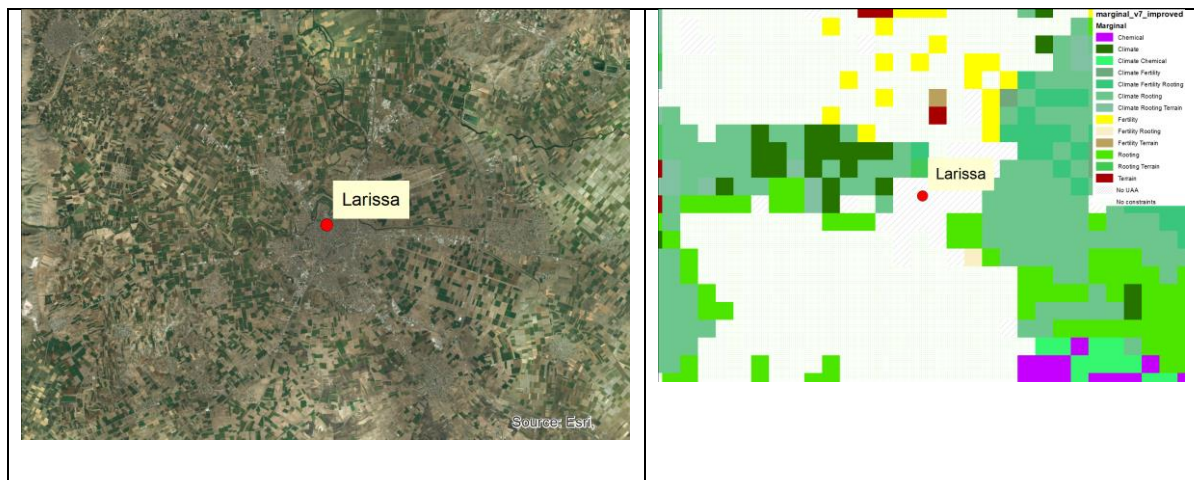 Larissa
Source: Esri,
Larissa
marginal_v7_improved
Marginal
Chemical
Climate
Climate Chemical
Climate Fertility
Climate Fertility Rooting
Climate Rooting
Climate Rooting Terrain
Fertility
Fertility Rooting
Fertility Terrain
Rooting
Rooting Terrain
Terrain
No UAA
No constraints